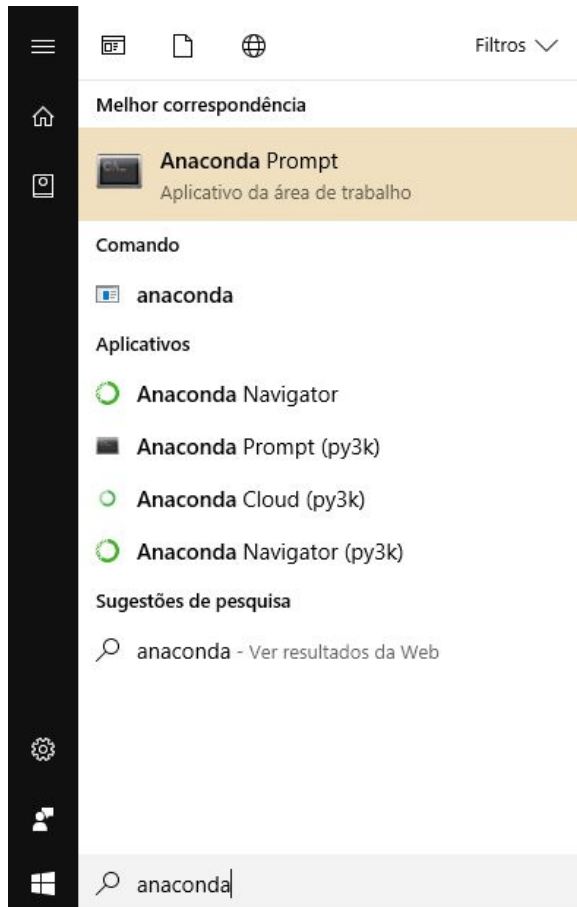 Filtros
Melhor correspondência
Anaconda Prompt
Aplicativo da área de trabalho
Comando
anaconda
Aplicativos
Anaconda Navigator
Anaconda Prompt (py3k)
Anaconda Cloud (py3k)
Anaconda Navigator (py3k)
Sugestões de pesquisa
anaconda - Ver resultados da Web
anaconda